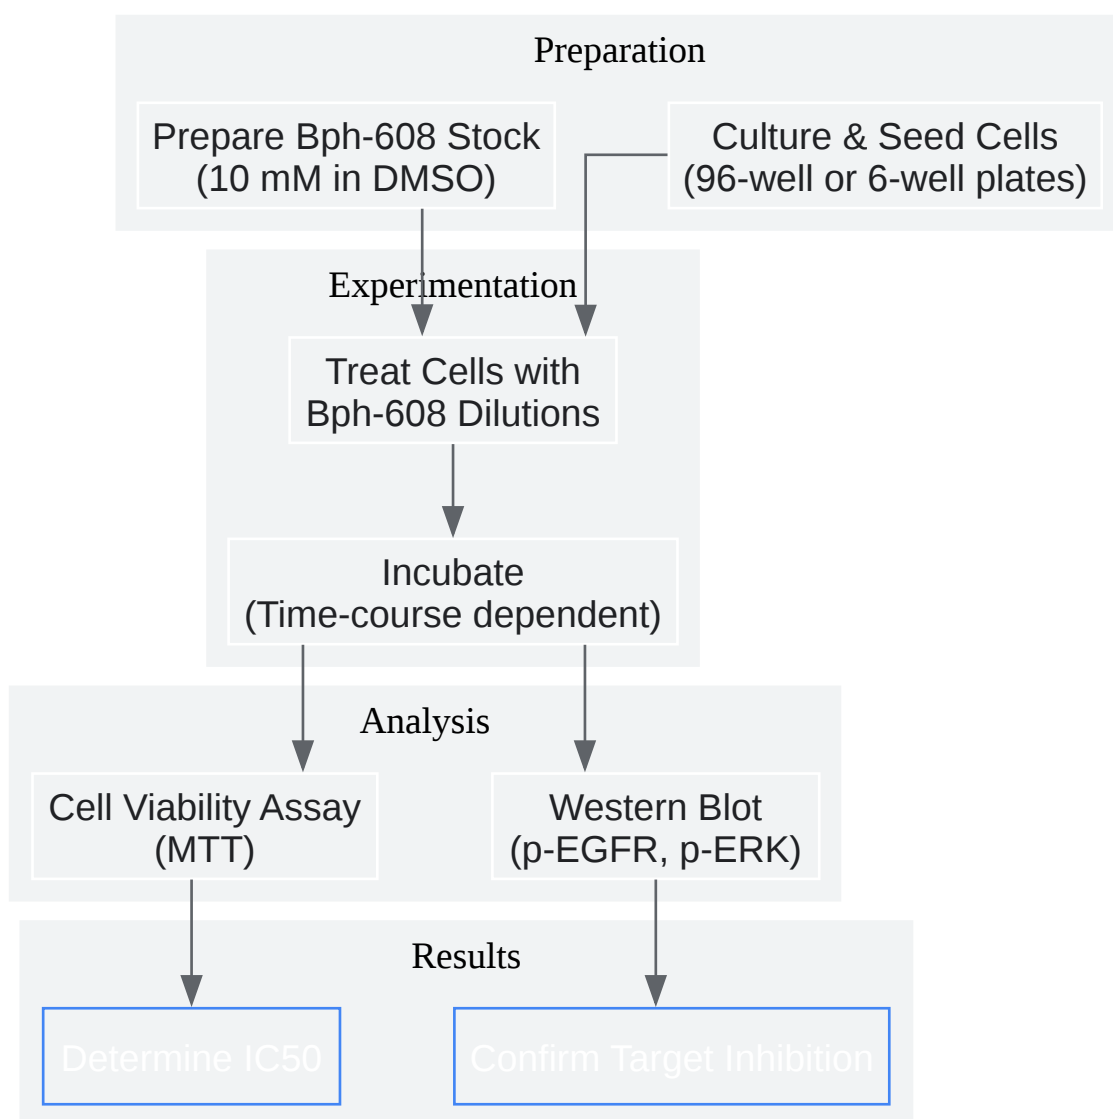 Preparation
Prepare Bph-608 Stock
(10 mM in DMSO)
Culture & Seed Cells
(96-well or 6-well plates)
Experimentation
Treat Cells with
Bph-608 Dilutions
Incubate
(Time-course dependent)
Analysis
Cell Viability Assay
(MTT)
Western Blot
(p-EGFR, p-ERK)
Results
Determine IC50
Confirm Target Inhibition